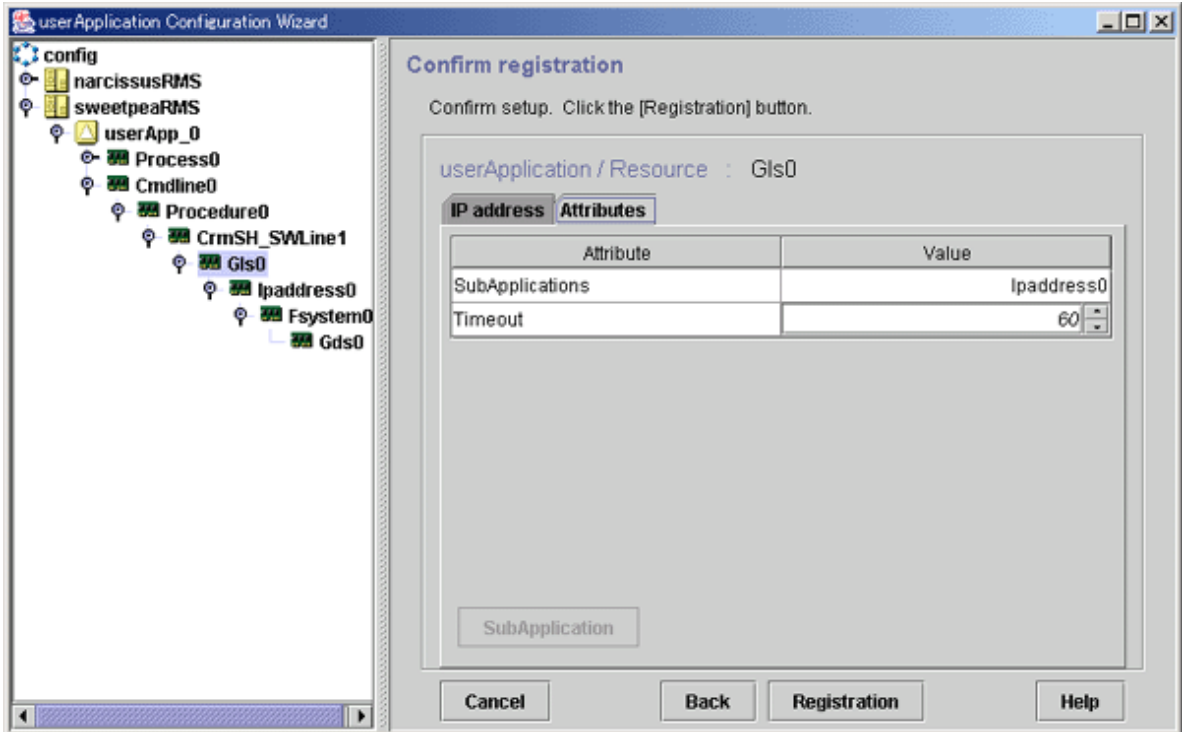 userApplication Configuration Wizard
config
narcissusRMS
sweetpeaRMS
userApp_0
Process0
Cmdline0
Procedure0
CrmSH_SWLine1
Gls0
Ipaddress0
Fsystem0
Gds0
Confirm registration
Confirm setup. Click the [Registration] button.
userApplication / Resource : Gls0
IP address Attributes
Attribute Value
SubApplications Ipaddress0
Timeout 60
SubApplication
Cancel Back Registration Help